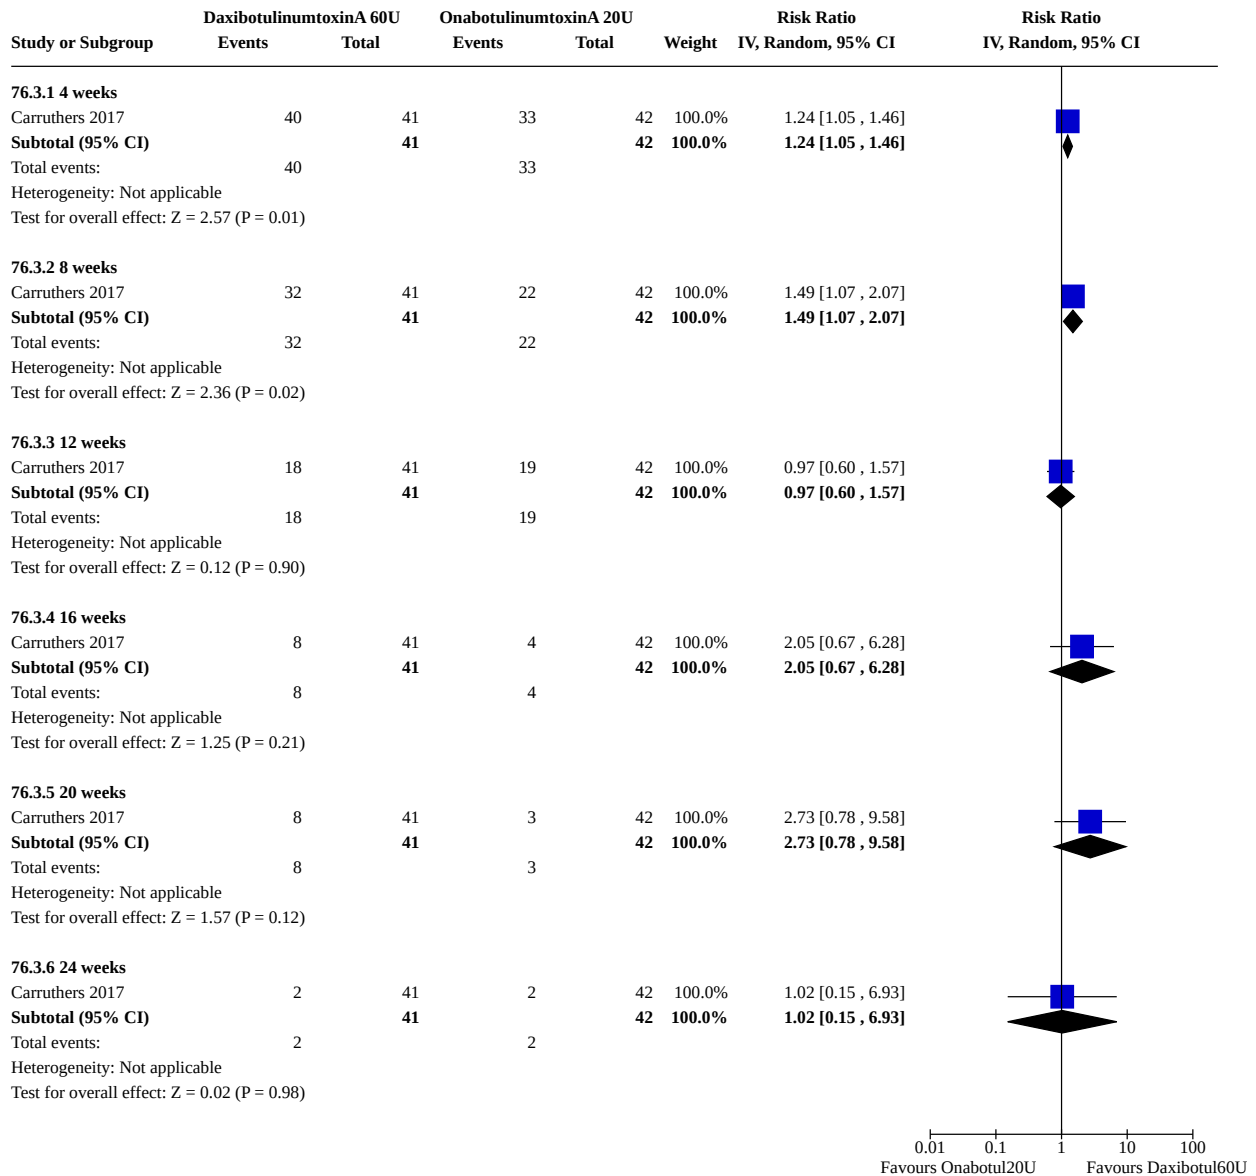 DaxibotulinumtoxinA 60U OnabotulinumtoxinA 20U Risk Ratio Risk Ratio
Study or Subgroup Events Total Events Total Weight IV, Random, 95% CI IV, Random, 95% CI
76.3.1 4 weeks
Carruthers 2017 40 41 33 42 100.0% 1.24 [1.05 , 1.46]
Subtotal (95% CI) 41 42 100.0% 1.24 [1.05 , 1.46]
Total events: 40 33
Heterogeneity: Not applicable
Test for overall effect: Z = 2.57 (P = 0.01)
76.3.2 8 weeks
Carruthers 2017 32 41 22 42 100.0% 1.49 [1.07 , 2.07]
Subtotal (95% CI) 41 42 100.0% 1.49 [1.07 , 2.07]
Total events: 32 22
Heterogeneity: Not applicable
Test for overall effect: Z = 2.36 (P = 0.02)
76.3.3 12 weeks
Carruthers 2017 18 41 19 42 100.0% 0.97 [0.60 , 1.57]
Subtotal (95% CI) 41 42 100.0% 0.97 [0.60 , 1.57]
Total events: 18 19
Heterogeneity: Not applicable
Test for overall effect: Z = 0.12 (P = 0.90)
76.3.4 16 weeks
Carruthers 2017 8 41 4 42 100.0% 2.05 [0.67 , 6.28]
Subtotal (95% CI) 41 42 100.0% 2.05 [0.67 , 6.28]
Total events: 8 4
Heterogeneity: Not applicable
Test for overall effect: Z = 1.25 (P = 0.21)
76.3.5 20 weeks
Carruthers 2017 8 41 3 42 100.0% 2.73 [0.78 , 9.58]
Subtotal (95% CI) 41 42 100.0% 2.73 [0.78 , 9.58]
Total events: 8 3
Heterogeneity: Not applicable
Test for overall effect: Z = 1.57 (P = 0.12)
76.3.6 24 weeks
Carruthers 2017 2 41 2 42 100.0% 1.02 [0.15 , 6.93]
Subtotal (95% CI) 41 42 100.0% 1.02 [0.15 , 6.93]
Total events: 2 2
Heterogeneity: Not applicable
Test for overall effect: Z = 0.02 (P = 0.98)
0.01 0.1 1 10 100
Favours Onabotul20U Favours Daxibotul60U